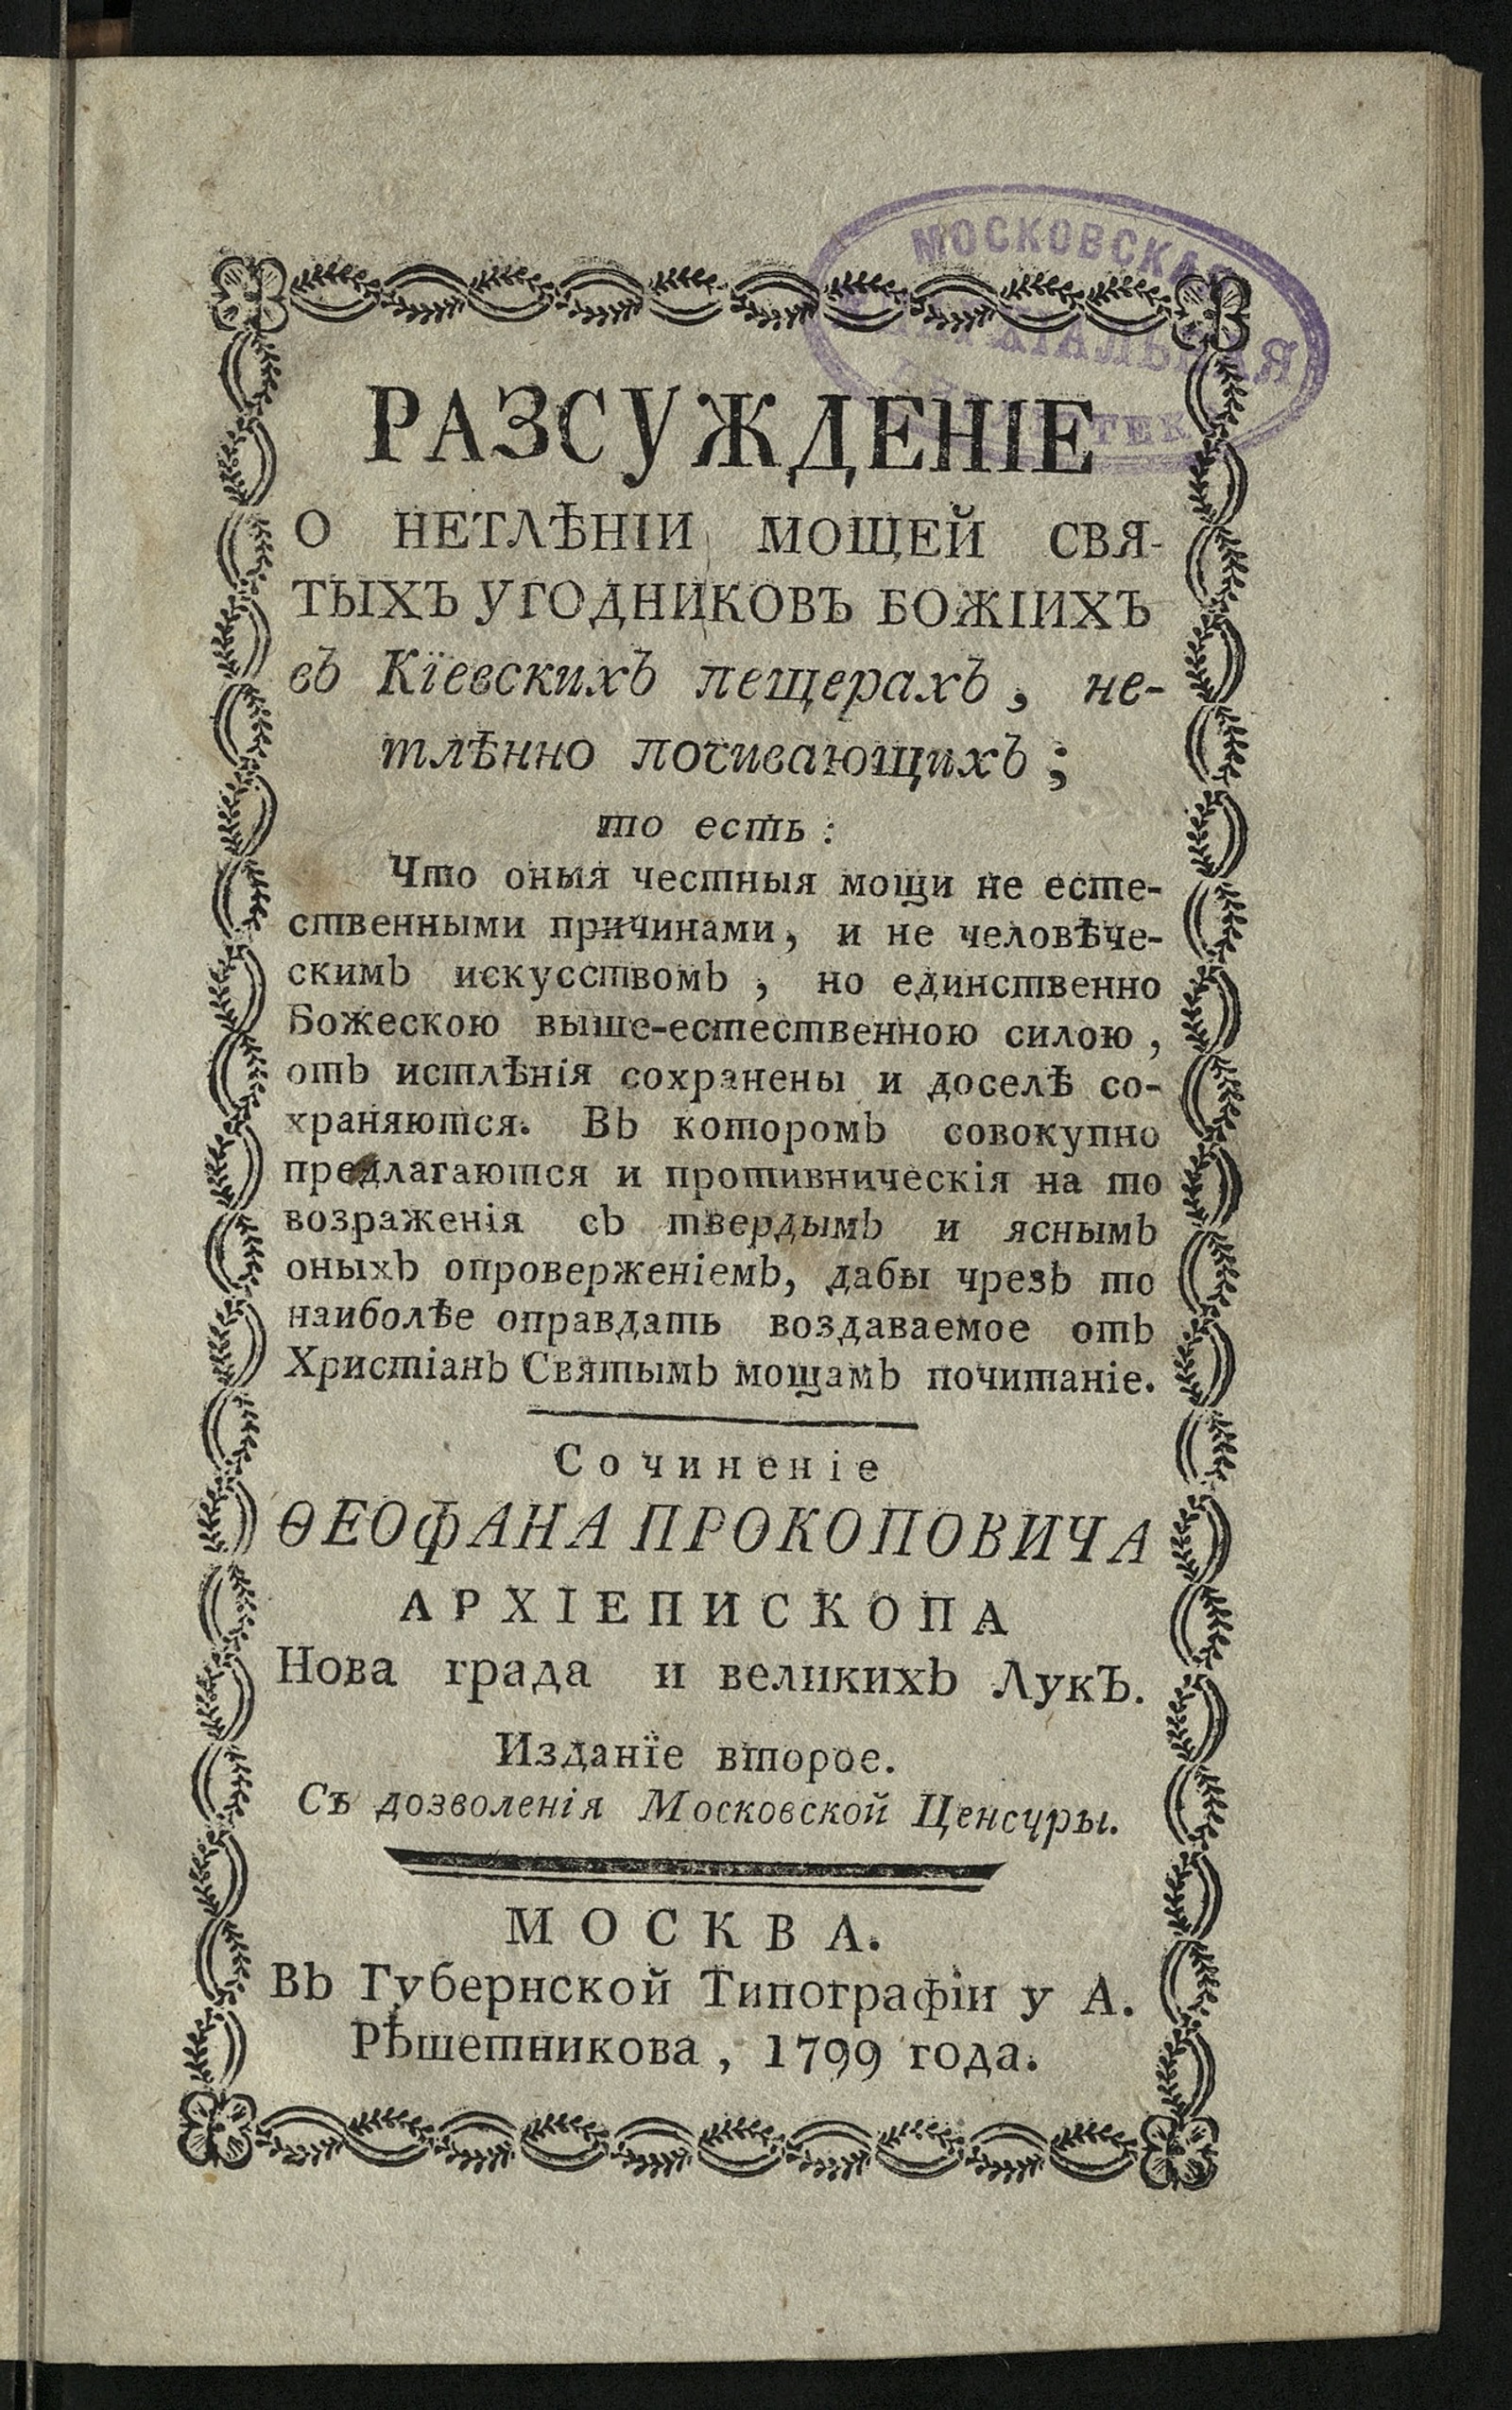 МОСКОВСКАЯ
РАЗСУЖДЕНІЕ
О НЕТЛѢНІИ МОЩЕЙ СВЯ-
ТЫХЪ УГОДНИКОВЪ БОЖІИХЪ
въ Кїевскихъ пещерахъ, не-
тлѣнно почивающихъ;
то есть:
Что оныя честныя мощи не есте-
ственными причинами, и не человѣче-
скимъ искусствомъ, но единственно
Божескою выше-естественною силою,
отъ истлѣнія сохранены и доселѣ со-
храняются. Въ которомъ совокупно
предлагаются и противническія на то
возраженія съ твердымъ и яснымъ
оныхъ опроверженіемъ, дабы чрезъ то
наиболѣе оправдать воздаваемое отъ
Христіанъ Святымъ мощамъ почитаніе.
Сочиненіе
ѲЕОФАНА ПРОКОПОВИЧА
АРХІЕПИСКОПА
Нова града и великихъ Лукъ.
Изданїе второе.
Съ дозволенія Московской Ценсуры.
МОСКВА.
Въ Губернской Типографіи у А.
Рѣшетникова, 1799 года.